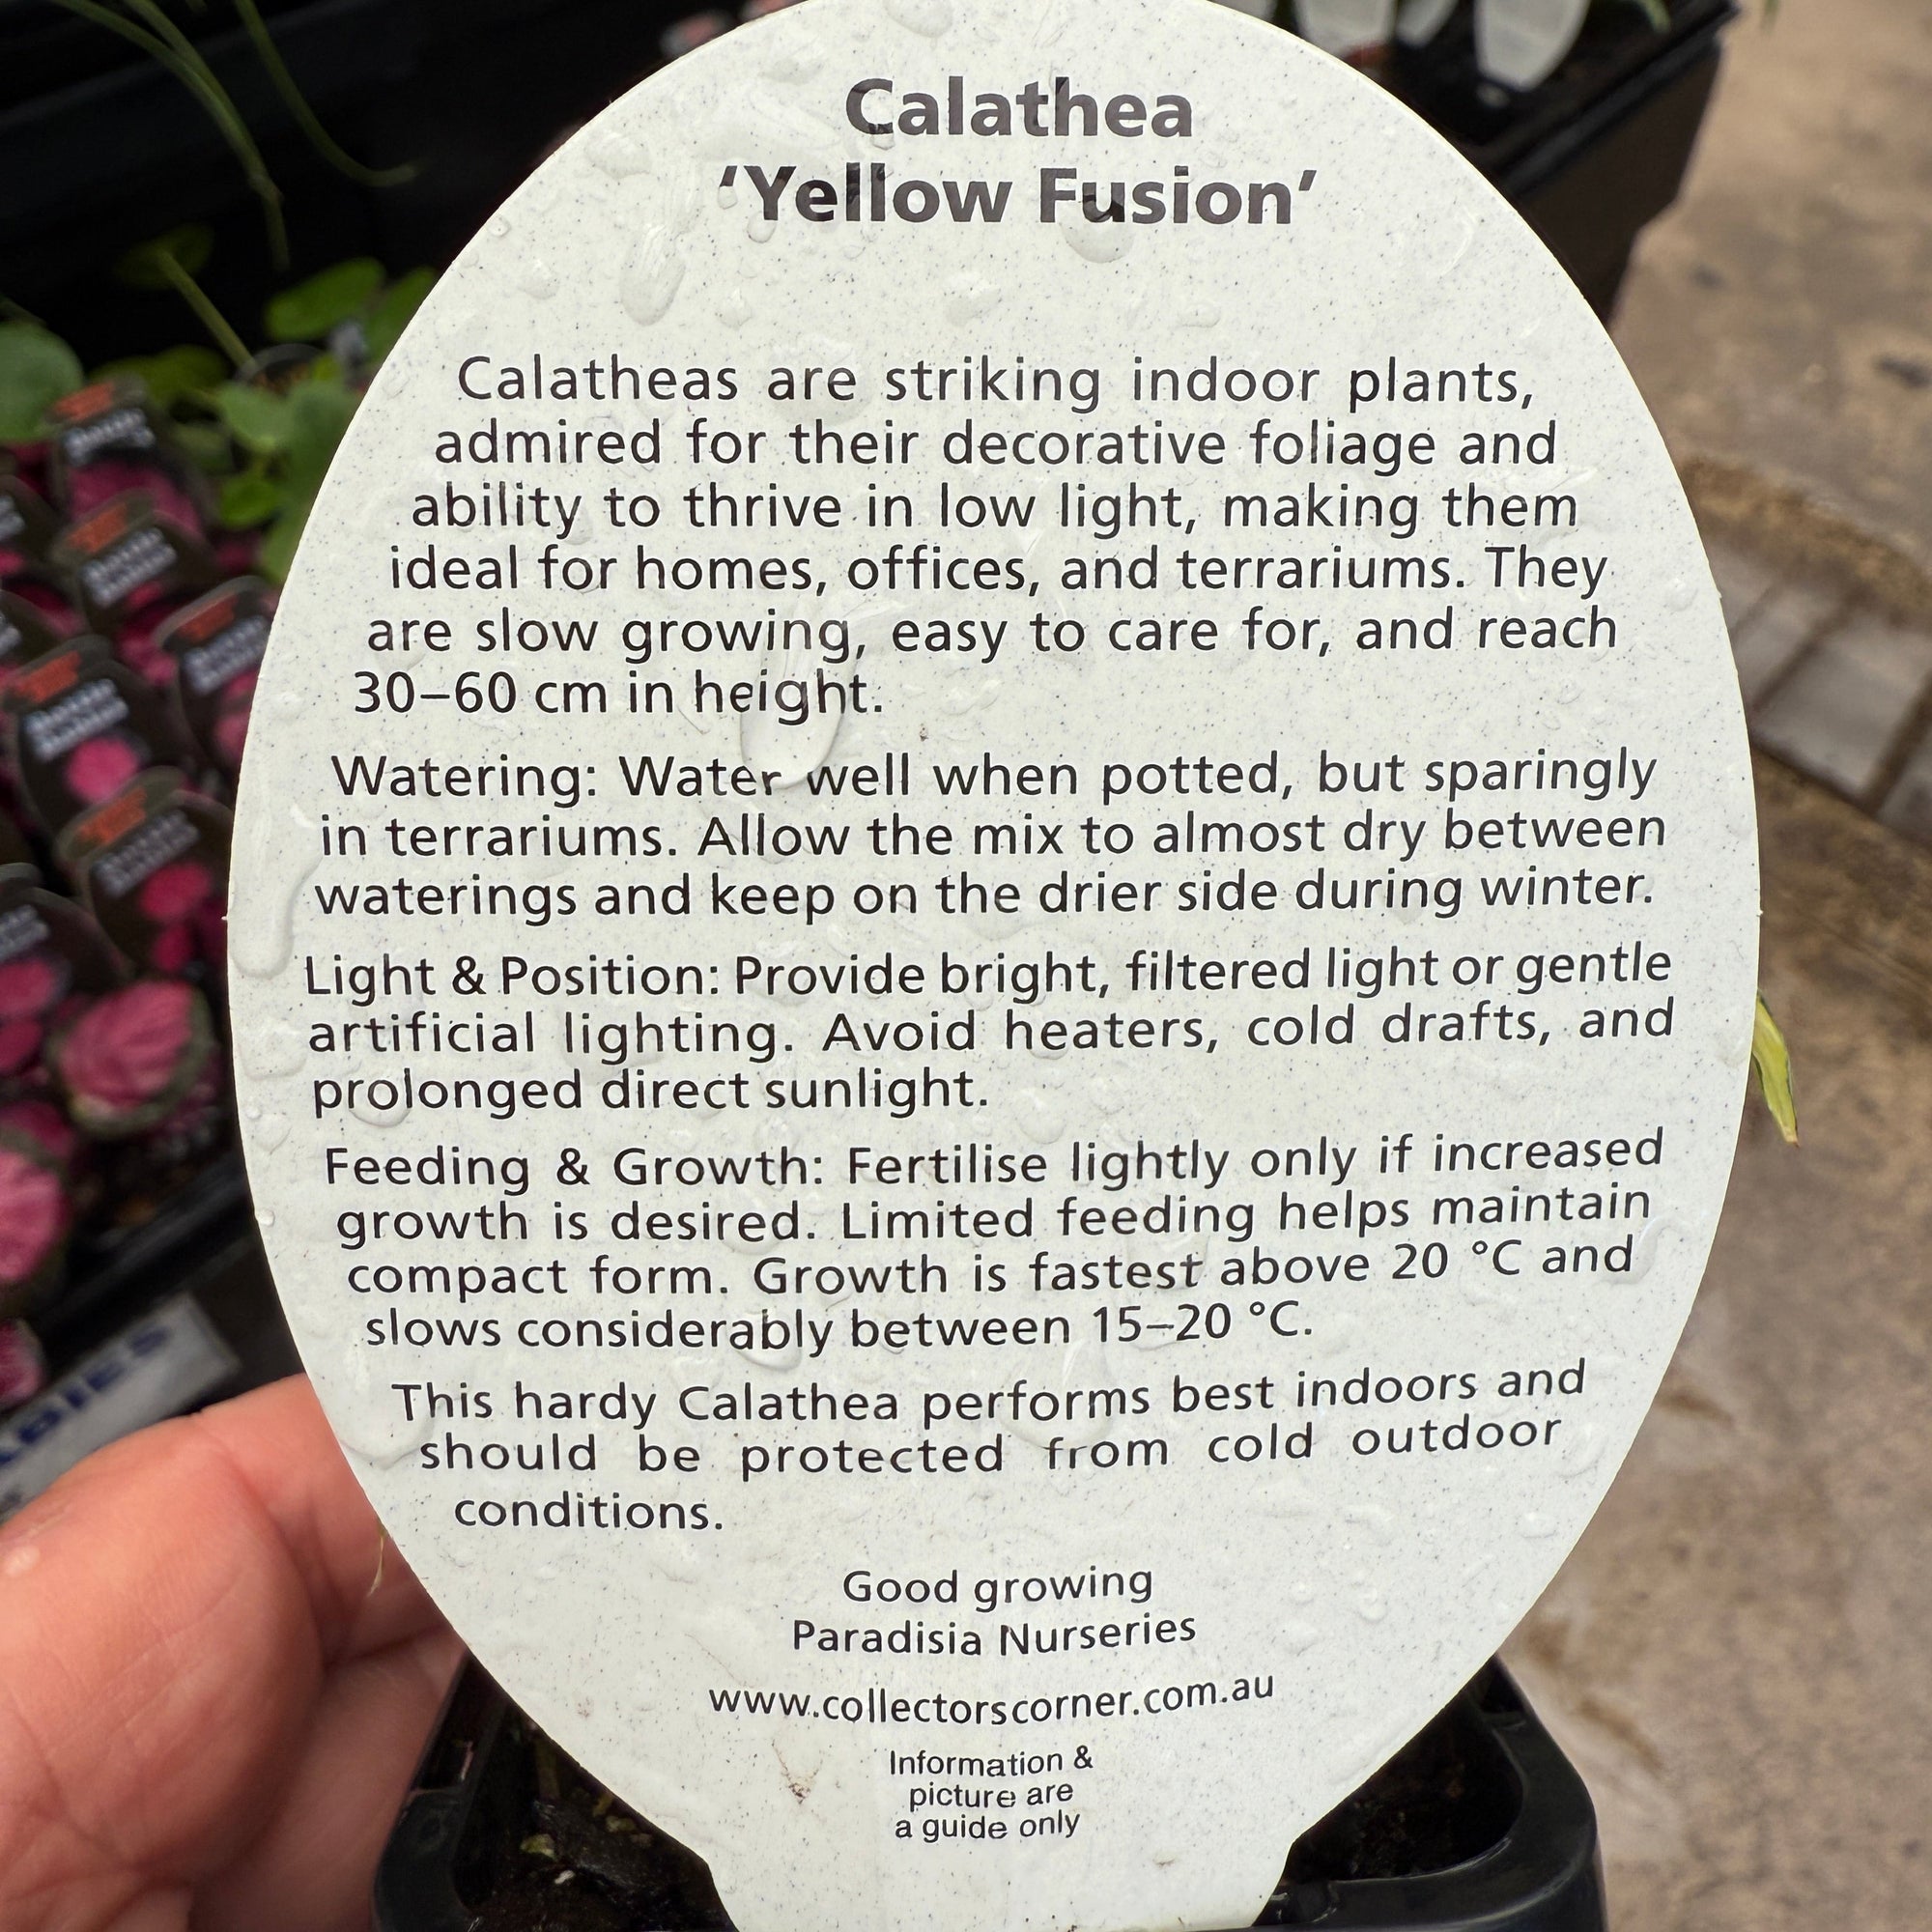 Calathea
‘Yellow Fusion’
Calatheas are striking indoor plants,
admired for their decorative foliage and
ability to thrive in low light, making them
ideal for homes, offices, and terrariums. They
are slow growing, easy to care for, and reach
30–60 cm in height.
Watering: Water well when potted, but sparingly
in terrariums. Allow the mix to almost dry between
waterings and keep on the drier side during winter.
Light & Position: Provide bright, filtered light or gentle
artificial lighting. Avoid heaters, cold drafts, and
prolonged direct sunlight.
Feeding & Growth: Fertilise lightly only if increased
growth is desired. Limited feeding helps maintain
compact form. Growth is fastest above 20 °C and
slows considerably between 15–20 °C.
This hardy Calathea performs best indoors and
should be protected from cold outdoor
conditions.
Good growing
Paradisia Nurseries
www.collectorscorner.com.au
Information &
picture are
a guide only